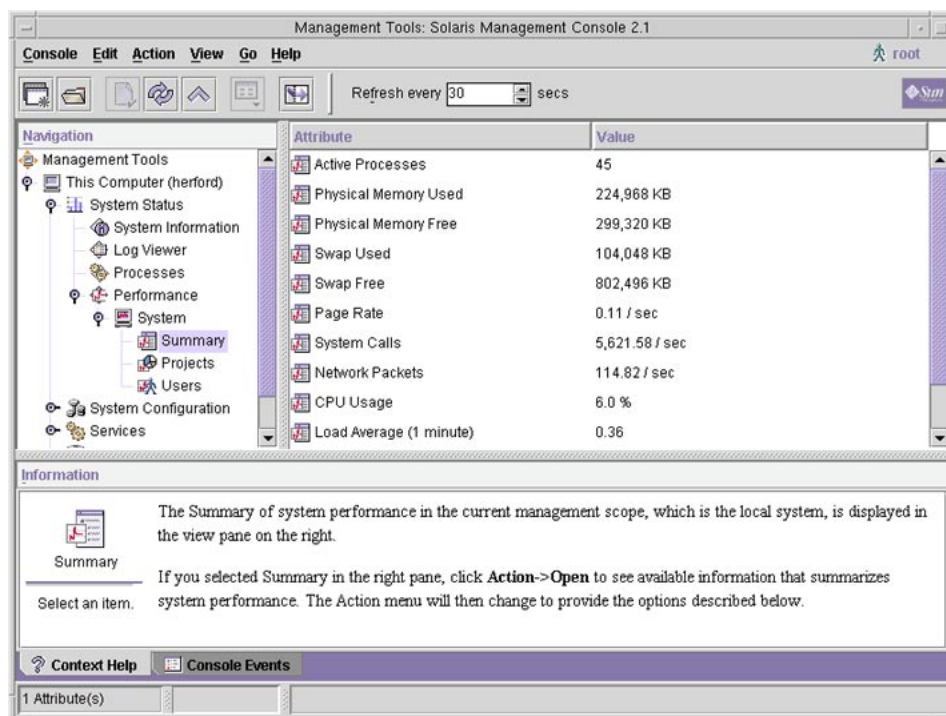 Management Tools: Solaris Management Console 2.1
Console Edit Action View Go Help
root
Refresh every 30 secs
Sun
Navigation
Management Tools
This Computer (herford)
System Status
System Information
Log Viewer
Processes
Performance
System
Summary
Projects
Users
System Configuration
Services
Attribute Value
Active Processes 45
Physical Memory Used 224,968 KB
Physical Memory Free 299,320 KB
Swap Used 104,048 KB
Swap Free 802,496 KB
Page Rate 0.11 / sec
System Calls 5,621.58 / sec
Network Packets 114.82 / sec
CPU Usage 6.0 %
Load Average (1 minute) 0.36
Information
Summary
Select an item.
The Summary of system performance in the current management scope, which is the local system, is displayed in
the view pane on the right.
If you selected Summary in the right pane, click Action->Open to see available information that summarizes
system performance. The Action menu will then change to provide the options described below.
Context Help Console Events
1 Attribute(s)